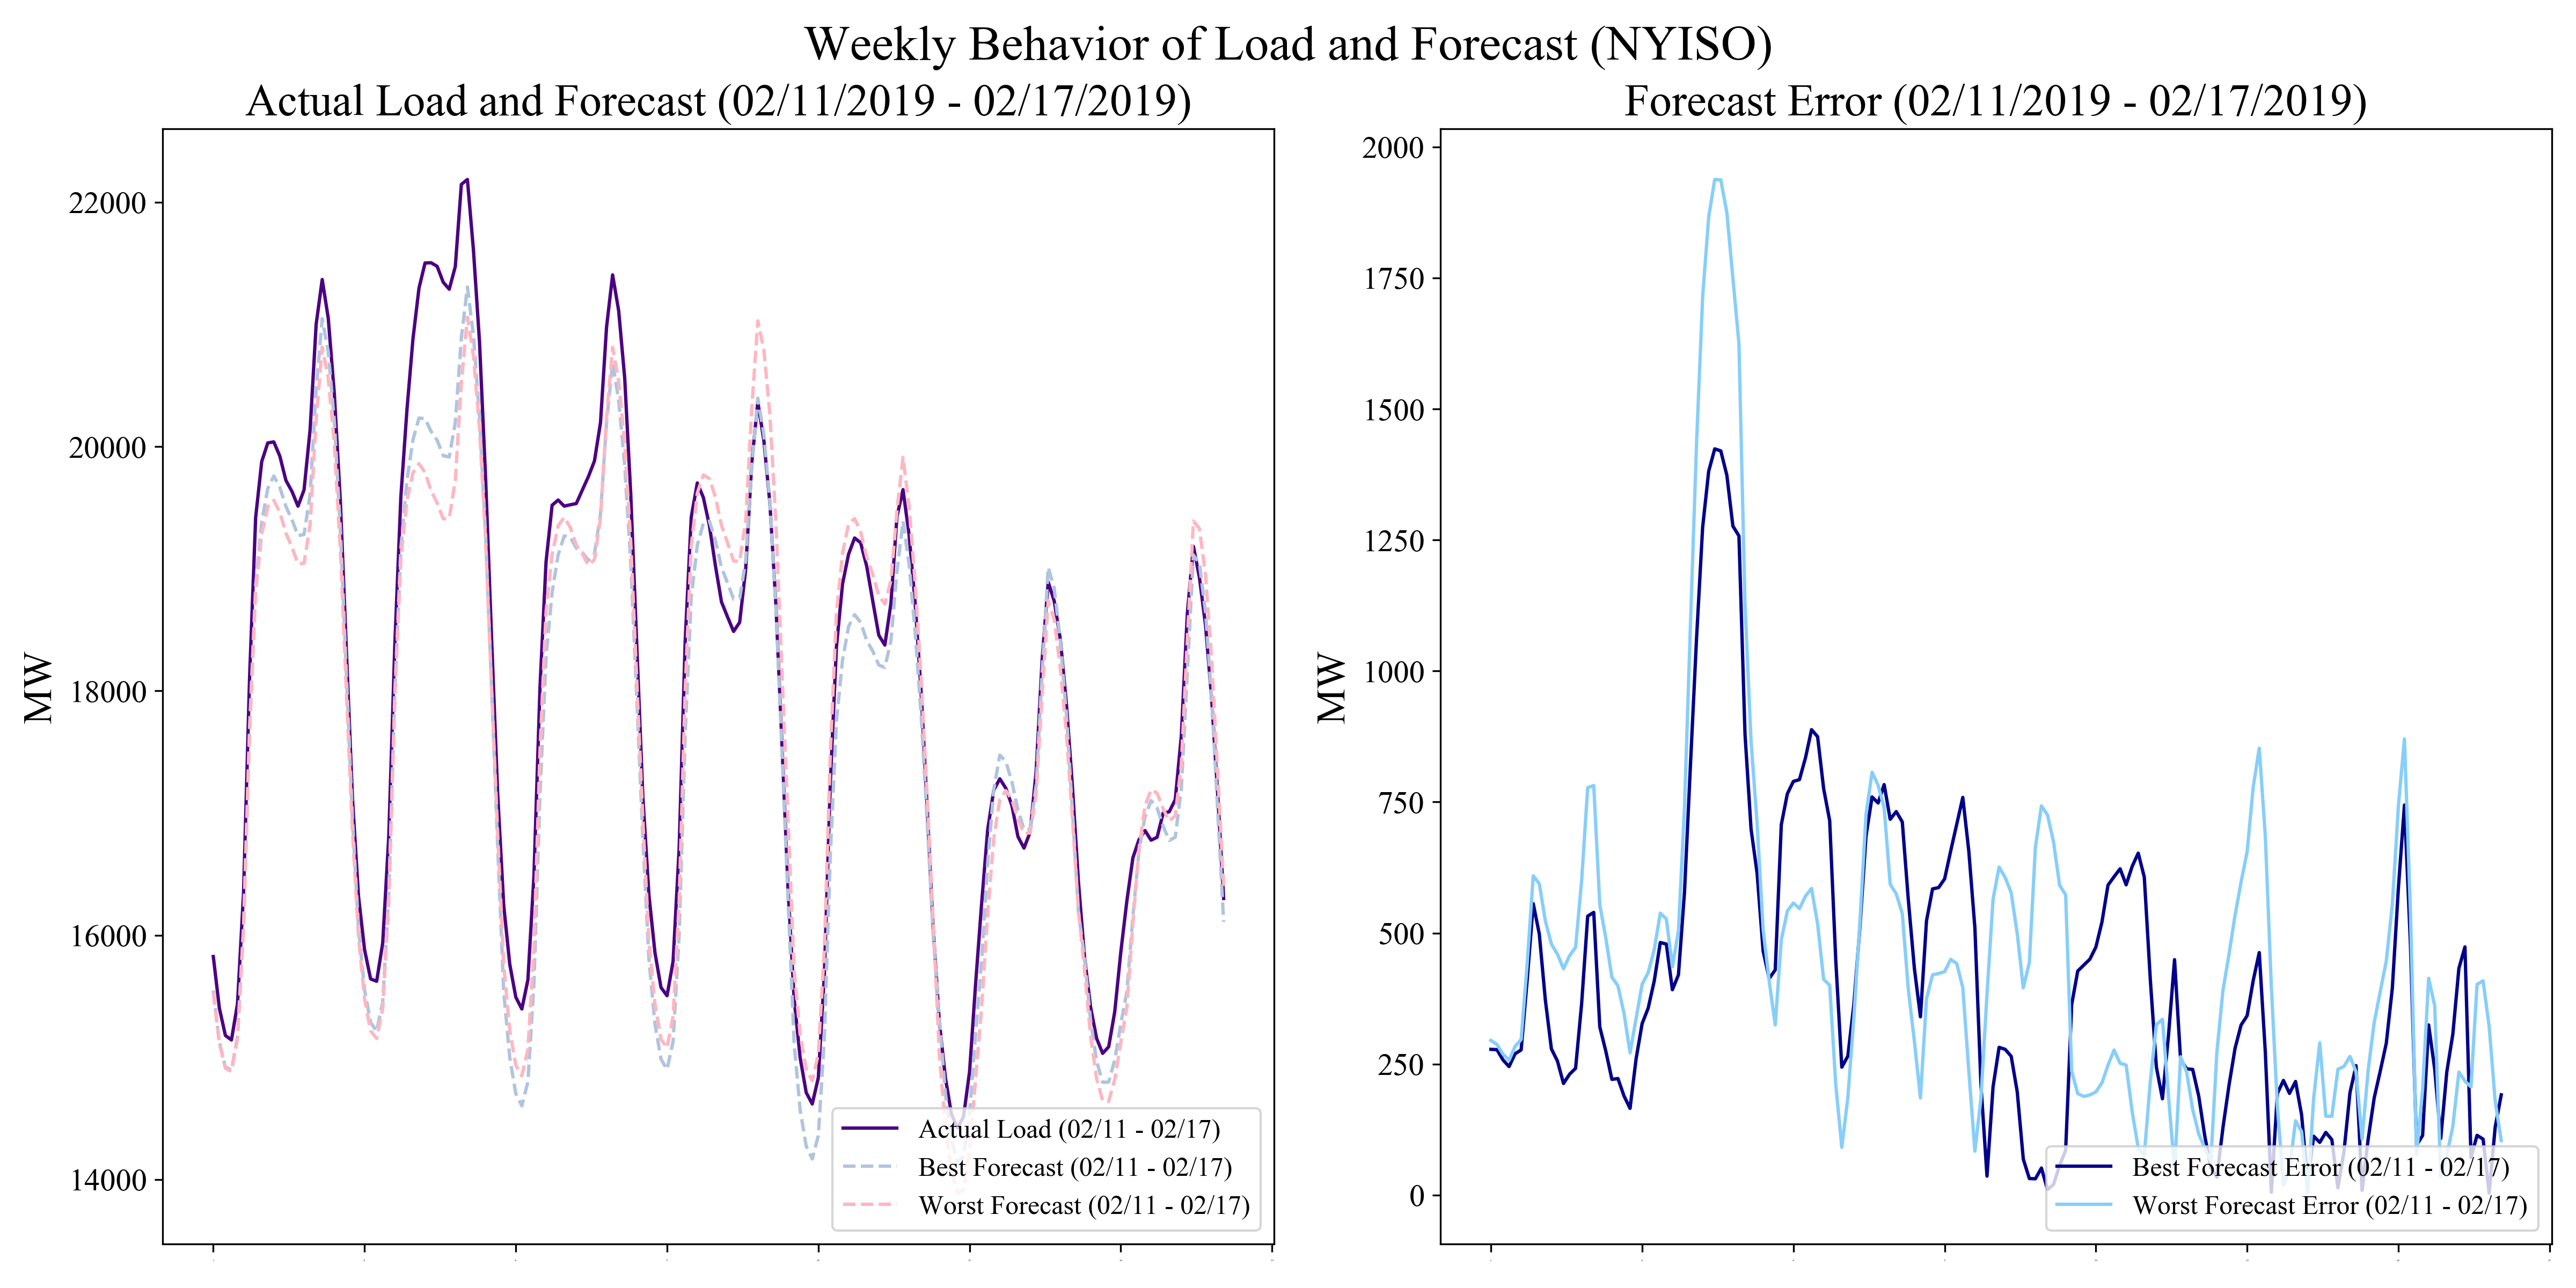 Weekly Behavior of Load and Forecast (NYISO)
Actual Load and Forecast (02/11/2019 - 02/17/2019)
22000
20000
18000
16000
14000
MW
Actual Load (02/11 - 02/17)
Best Forecast (02/11 - 02/17)
Worst Forecast (02/11 - 02/17)
Forecast Error (02/11/2019 - 02/17/2019)
2000
1750
1500
1250
1000
750
500
250
0
MW
Best Forecast Error (02/11 - 02/17)
Worst Forecast Error (02/11 - 02/17)